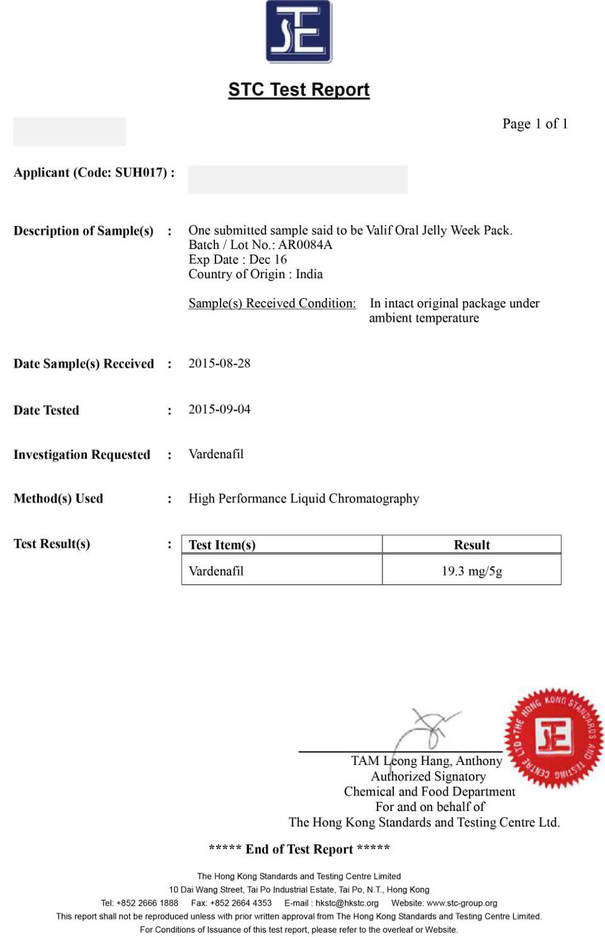 STC
STC Test Report
Page 1 of 1
Applicant (Code: SUH017) :
Description of Sample(s) : One submitted sample said to be Valif Oral Jelly Week Pack.
Batch / Lot No.: AR0084A
Exp Date : Dec 16
Country of Origin : India
Sample(s) Received Condition: In intact original package under
ambient temperature
Date Sample(s) Received : 2015-08-28
Date Tested : 2015-09-04
Investigation Requested : Vardenafil
Method(s) Used : High Performance Liquid Chromatography
Test Result(s) : Test Item(s) Result
Vardenafil 19.3 mg/5g
THE HONG KONG STANDARDS AND TESTING CENTRE LTD
TAM Leong Hang, Anthony
Authorized Signatory
Chemical and Food Department
For and on behalf of
The Hong Kong Standards and Testing Centre Ltd.
***** End of Test Report *****
The Hong Kong Standards and Testing Centre Limited
10 Dai Wang Street, Tai Po Industrial Estate, Tai Po, N.T., Hong Kong
Tel: +852 2666 1888 Fax: +852 2664 4353 E-mail : hkstc@hkstc.org Website: www.stc-group.org
This report shall not be reproduced unless with prior written approval from The Hong Kong Standards and Testing Centre Limited.
For Conditions of Issuance of this test report, please refer to the overleaf or Website.